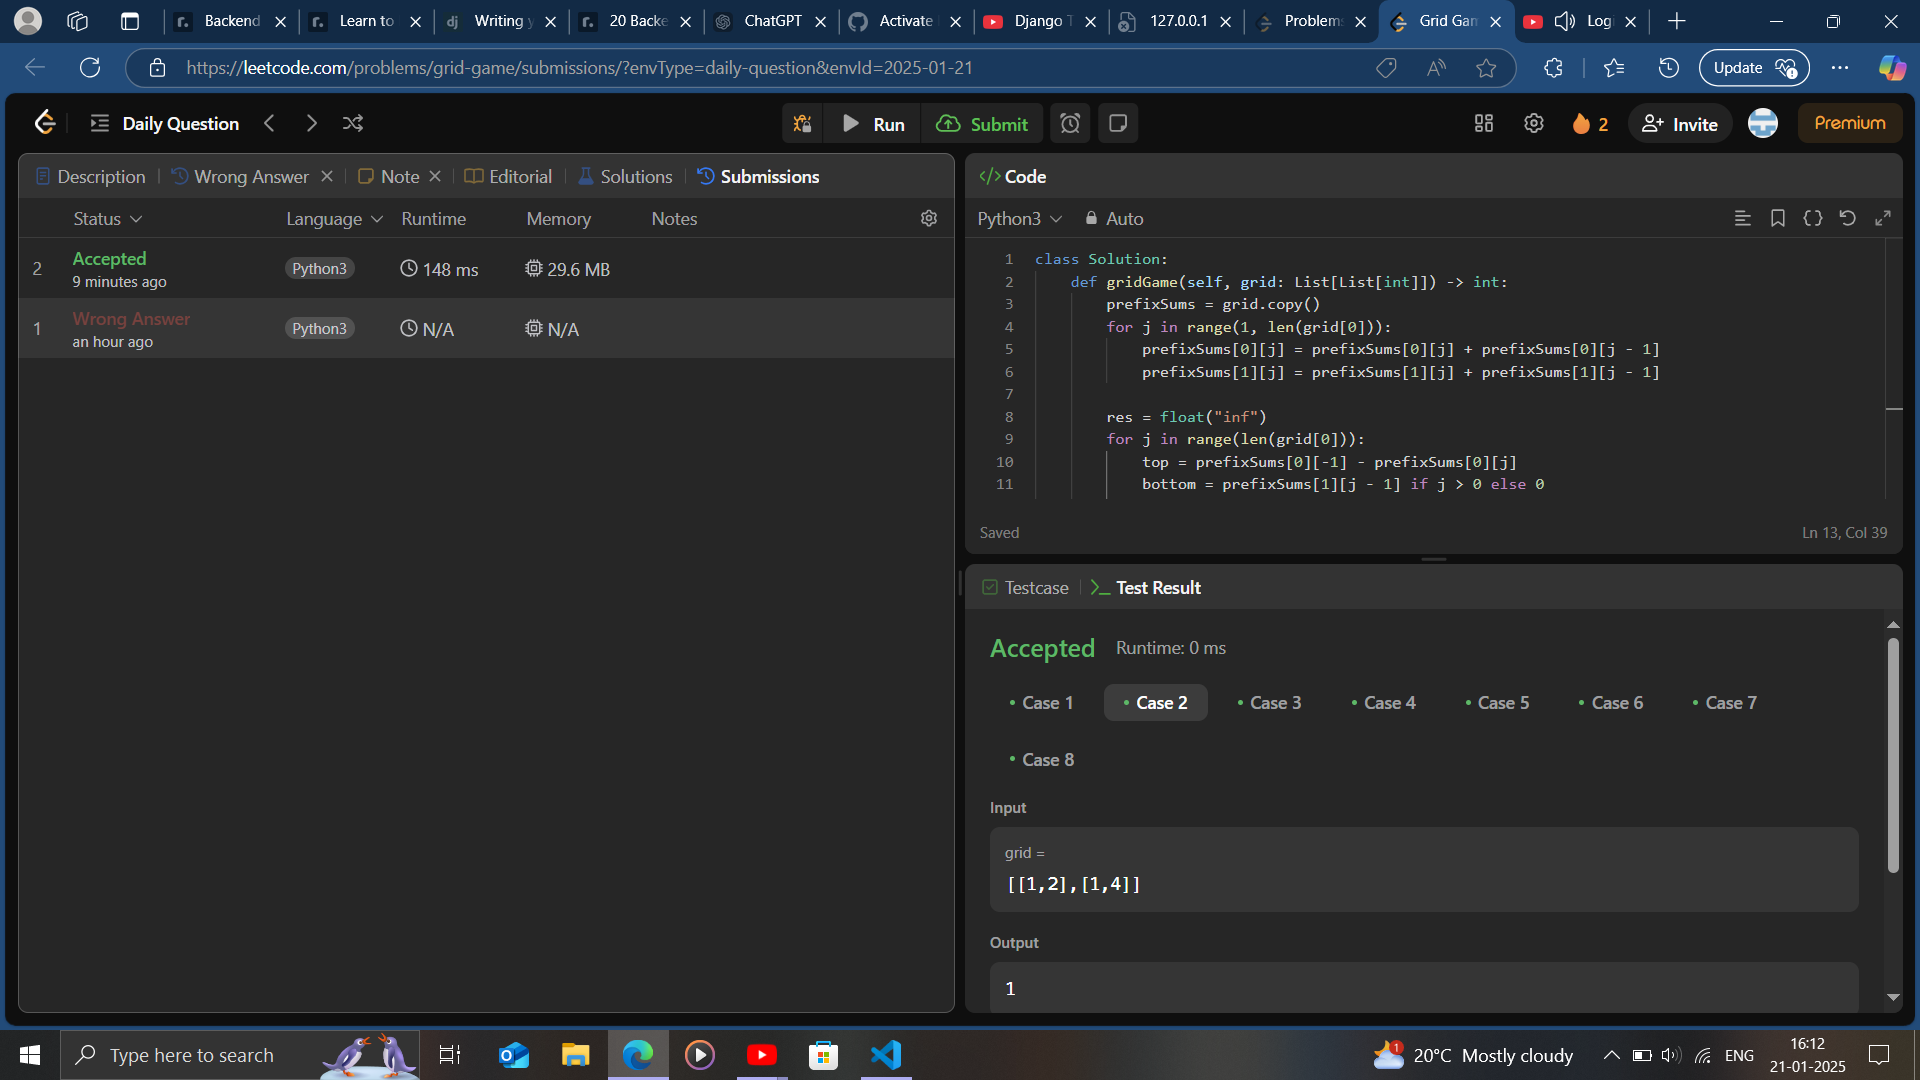 Backend
Learn to
dj Writing y
20 Backe
ChatGPT
Activate
Django T
127.0.0.1
Problem
Grid Gam
Logi
https://leetcode.com/problems/grid-game/submissions/?envType=daily-question&envId=2025-01-21
Update
Daily Question
Run
Submit
2
Invite
Premium
Description
Wrong Answer
Note
Editorial
Solutions
Submissions
Status
Language
Runtime
Memory
Notes
2 Accepted Python3 148 ms 29.6 MB
9 minutes ago
1 Wrong Answer Python3 N/A N/A
an hour ago
</> Code
Python3 Auto
1 class Solution:
2 def gridGame(self, grid: List[List[int]]) -> int:
3 prefixSums = grid.copy()
4 for j in range(1, len(grid[0])):
5 prefixSums[0][j] = prefixSums[0][j] + prefixSums[0][j - 1]
6 prefixSums[1][j] = prefixSums[1][j] + prefixSums[1][j - 1]
7
8 res = float("inf")
9 for j in range(len(grid[0])):
10 top = prefixSums[0][-1] - prefixSums[0][j]
11 bottom = prefixSums[1][j - 1] if j > 0 else 0
Saved
Ln 13, Col 39
Testcase
Test Result
Accepted Runtime: 0 ms
• Case 1 • Case 2 • Case 3 • Case 4 • Case 5 • Case 6 • Case 7
• Case 8
Input
grid =
[[1,2],[1,4]]
Output
1
Type here to search
1
20°C Mostly cloudy
ENG
16:12
21-01-2025